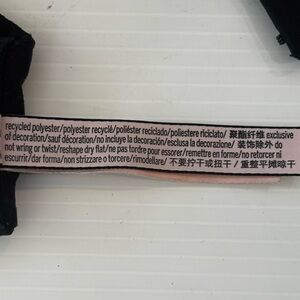 recycled polyester/polyester recyclé/poliéster reciclado/poliestere riciclato/ 聚酯纤维 exclusive
of decoration/sauf décoration/no incluye la decoración/esclusa la decorazione/ 装饰除外 do
not wring or twist/reshape dry flat/ne pas tordre pour essorer/remettre en forme/no retorcer ni
escurrir/dar forma/non strizzare o torcere/rimodellare/ 不要拧干或扭干 / 重整平摊晾干